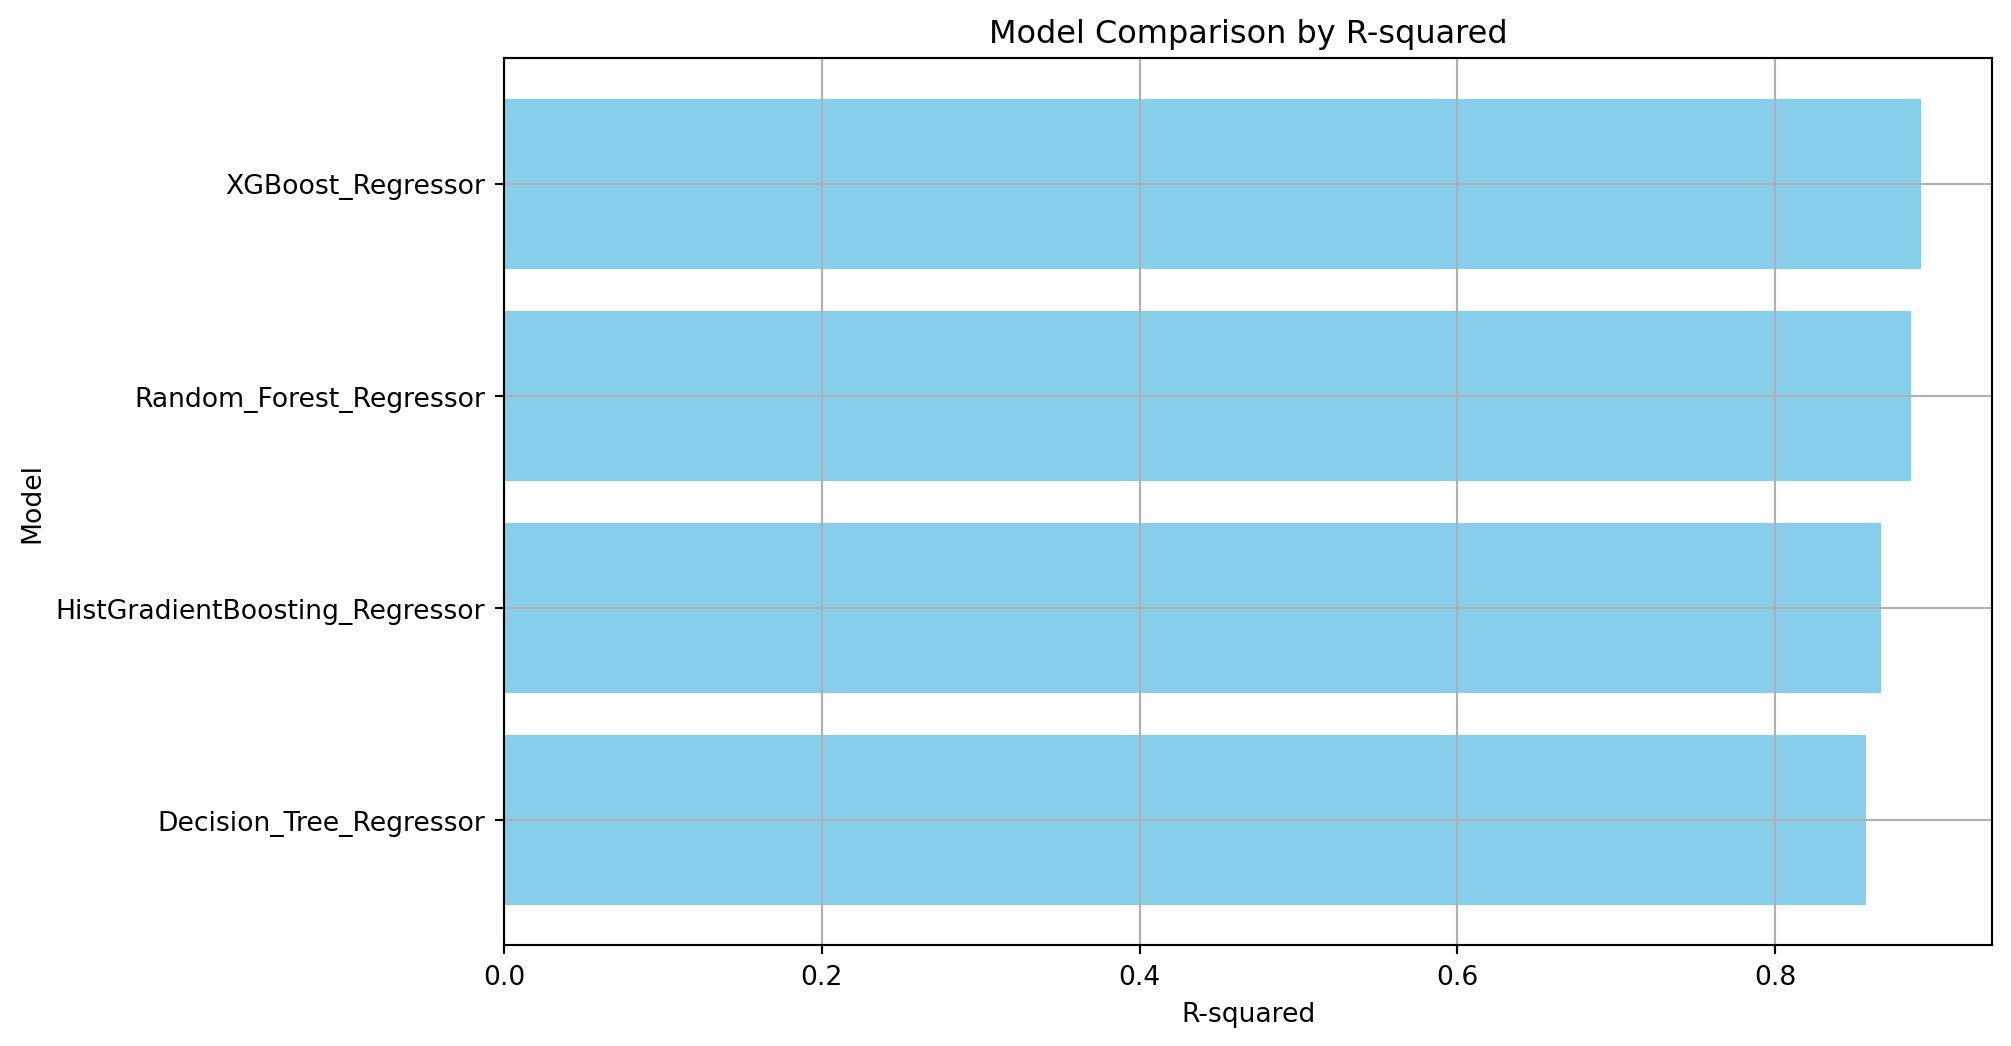 Model Comparison by R-squared
XGBoost_Regressor
Random_Forest_Regressor
Model
HistGradientBoosting_Regressor
Decision_Tree_Regressor
0.0 0.2 0.4 0.6 0.8
R-squared